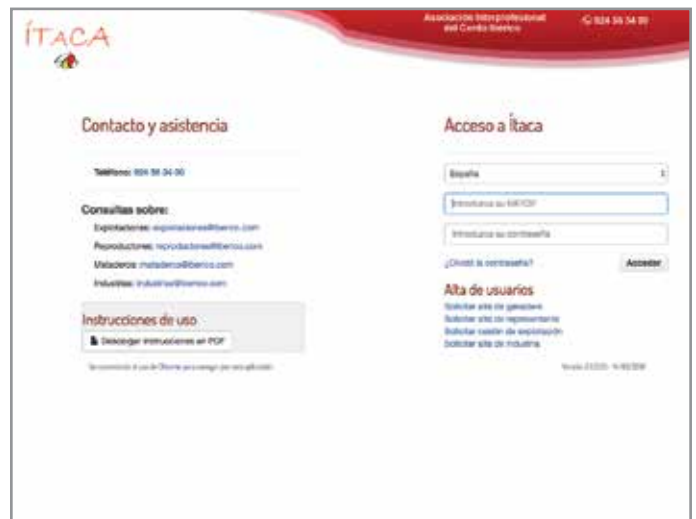 ÍTACA
Asociación Interprofesional
del Cerdo Ibérico
924 56 34 00
Contacto y asistencia
Teléfono: 924 56 34 00
Consultas sobre:
Explotaciones: explotaciones@iberico.com
Reproductores: reproductores@iberico.com
Mataderos: mataderos@iberico.com
Industrias: industrias@iberico.com
Instrucciones de uso
Descargar instrucciones en PDF
Acceso a Ítaca
España
Introduzca su NIF/CIF
Introduzca su contraseña
¿Olvidó la contraseña?
Acceder
Alta de usuarios
Solicitar alta de ganadero
Solicitar alta de representante
Solicitar cesión de explotación
Solicitar alta de industria